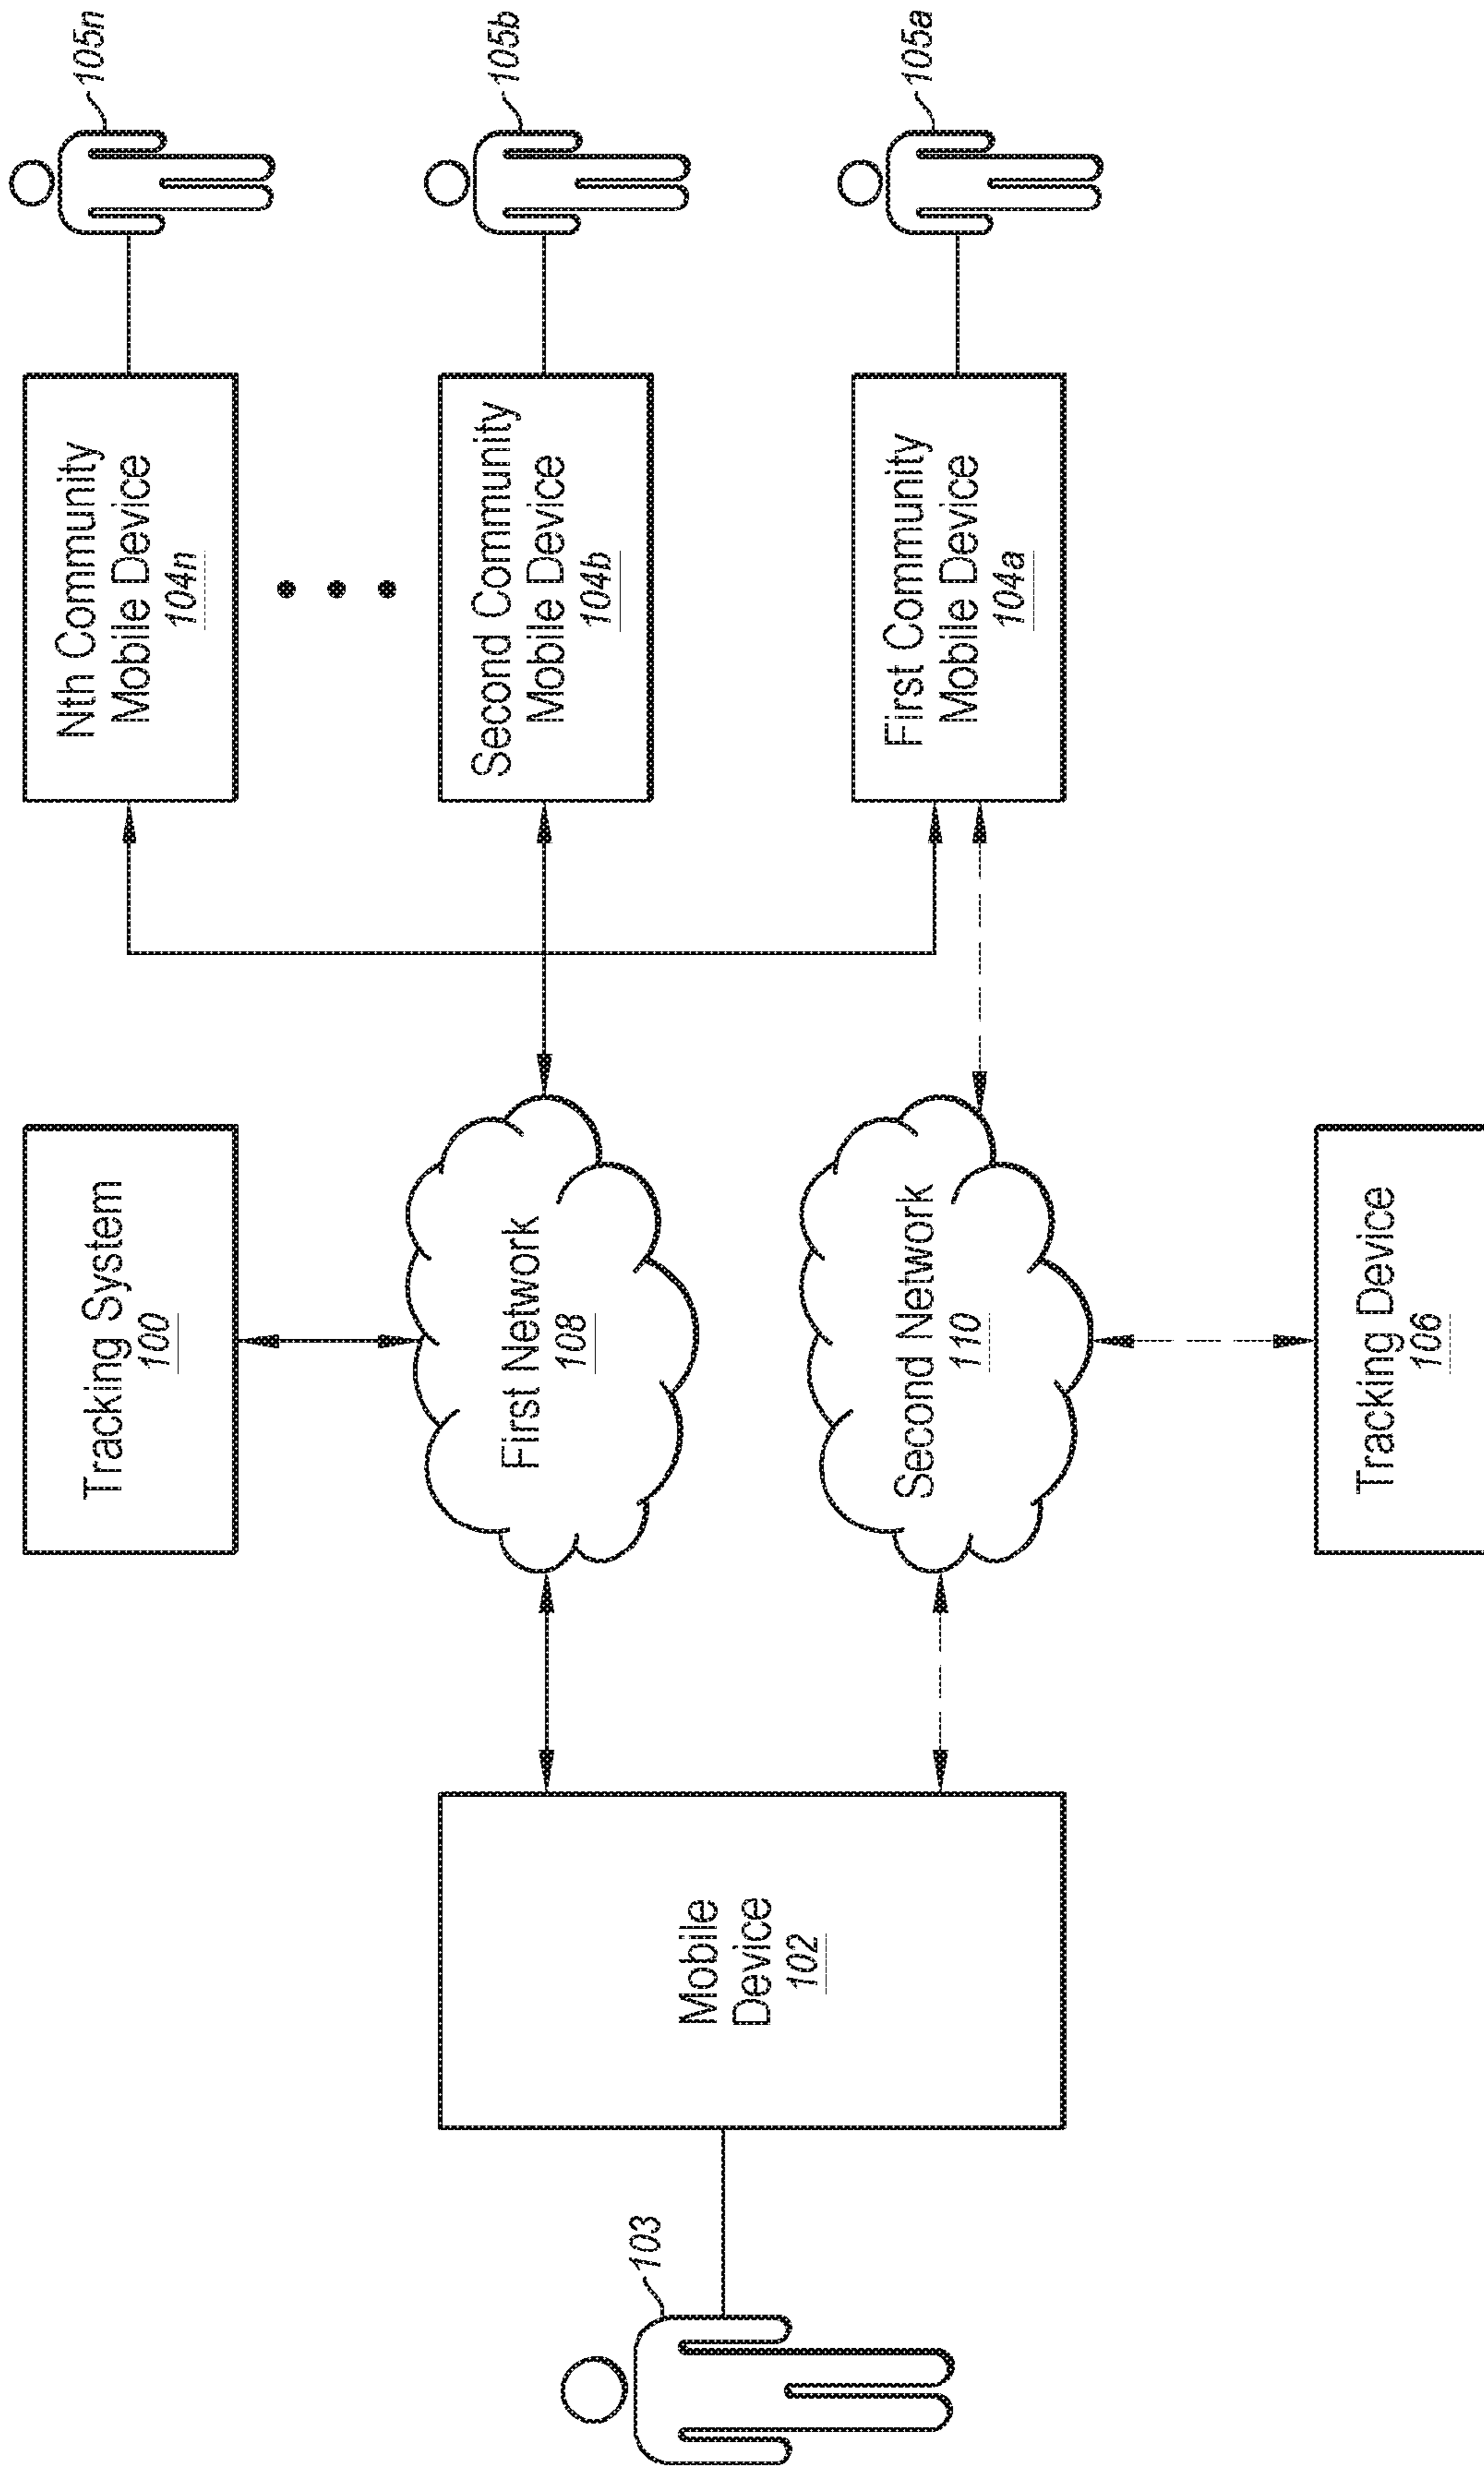 Tracking System
100
Nth Community
Mobile Device
104n
105n
103
Mobile
Device
102
First Network
108
Second Community
Mobile Device
104b
105b
Second Network
110
First Community
Mobile Device
104a
105a
Tracking Device
106